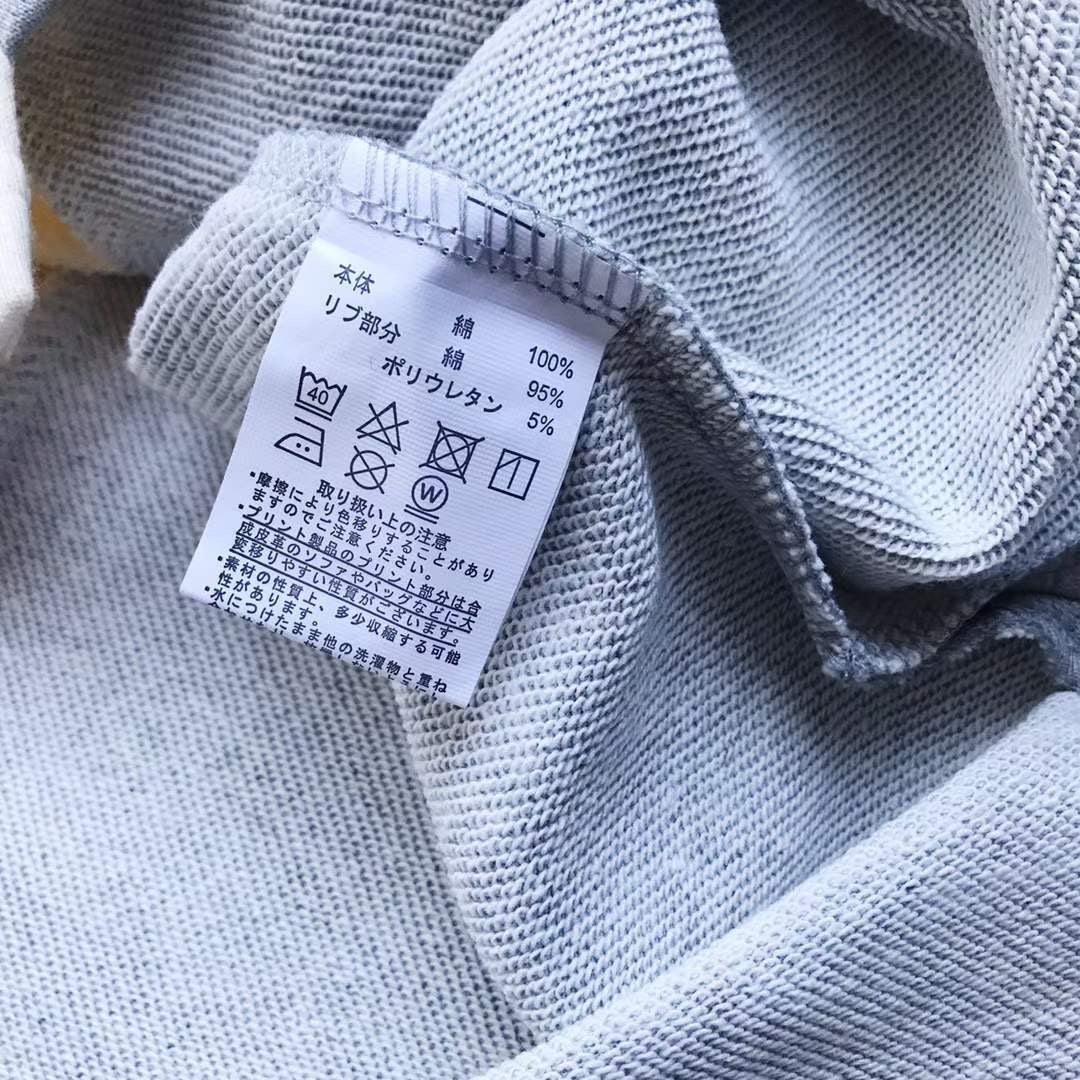 本体
綿 100%
リブ部分
綿 95%
ポリウレタン 5%
40
W
取り扱い上の注意
・摩擦により色移りすることがあり
ますのでご注意ください。
・プリント製品のプリント部分は合
成皮革のソファやバッグなどに大
変移りやすい性質がございます。
・素材の性質上、多少収縮する可能
性があります。
・水につけたまま他の洗濯物と重ね